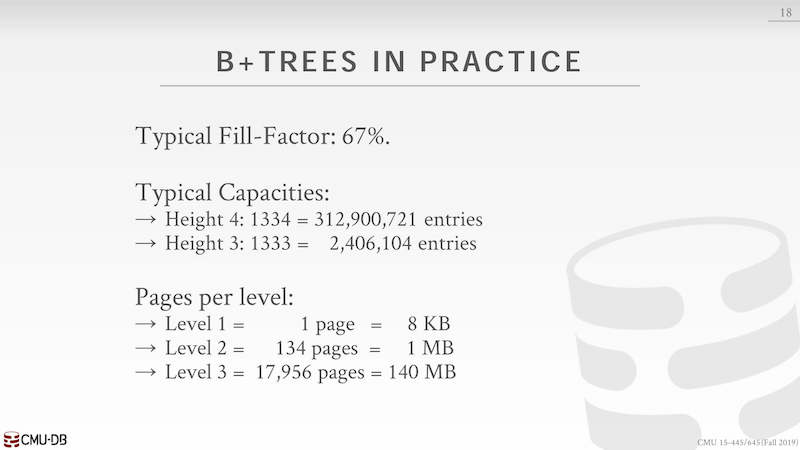 18
B+TREES IN PRACTICE
Typical Fill-Factor: 67%.
Typical Capacities:
→ Height 4: 1334 = 312,900,721 entries
→ Height 3: 1333 = 2,406,104 entries
Pages per level:
→ Level 1 = 1 page = 8 KB
→ Level 2 = 134 pages = 1 MB
→ Level 3 = 17,956 pages = 140 MB
CMU·DB
CMU 15-445/645 (Fall 2019)